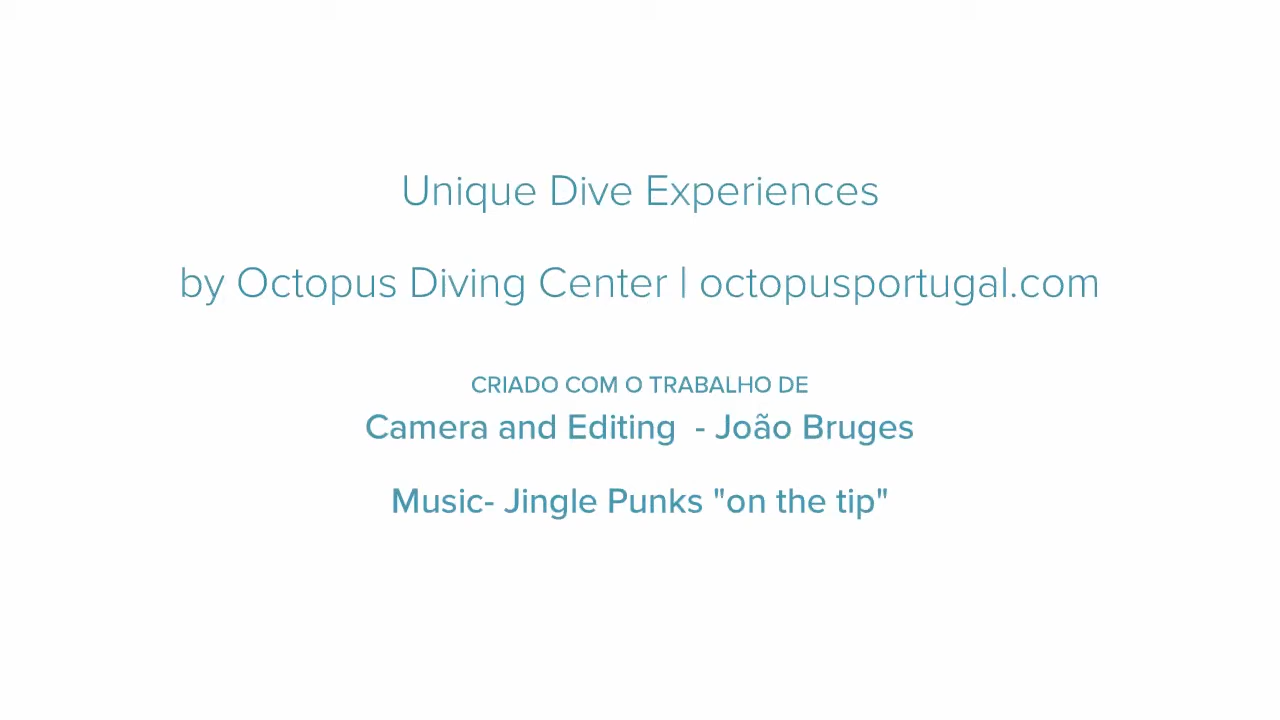 Unique Dive Experiences
by Octopus Diving Center | octopusportugal.com
CRIADO COM O TRABALHO DE
Camera and Editing  - João Bruges
Music- Jingle Punks "on the tip"